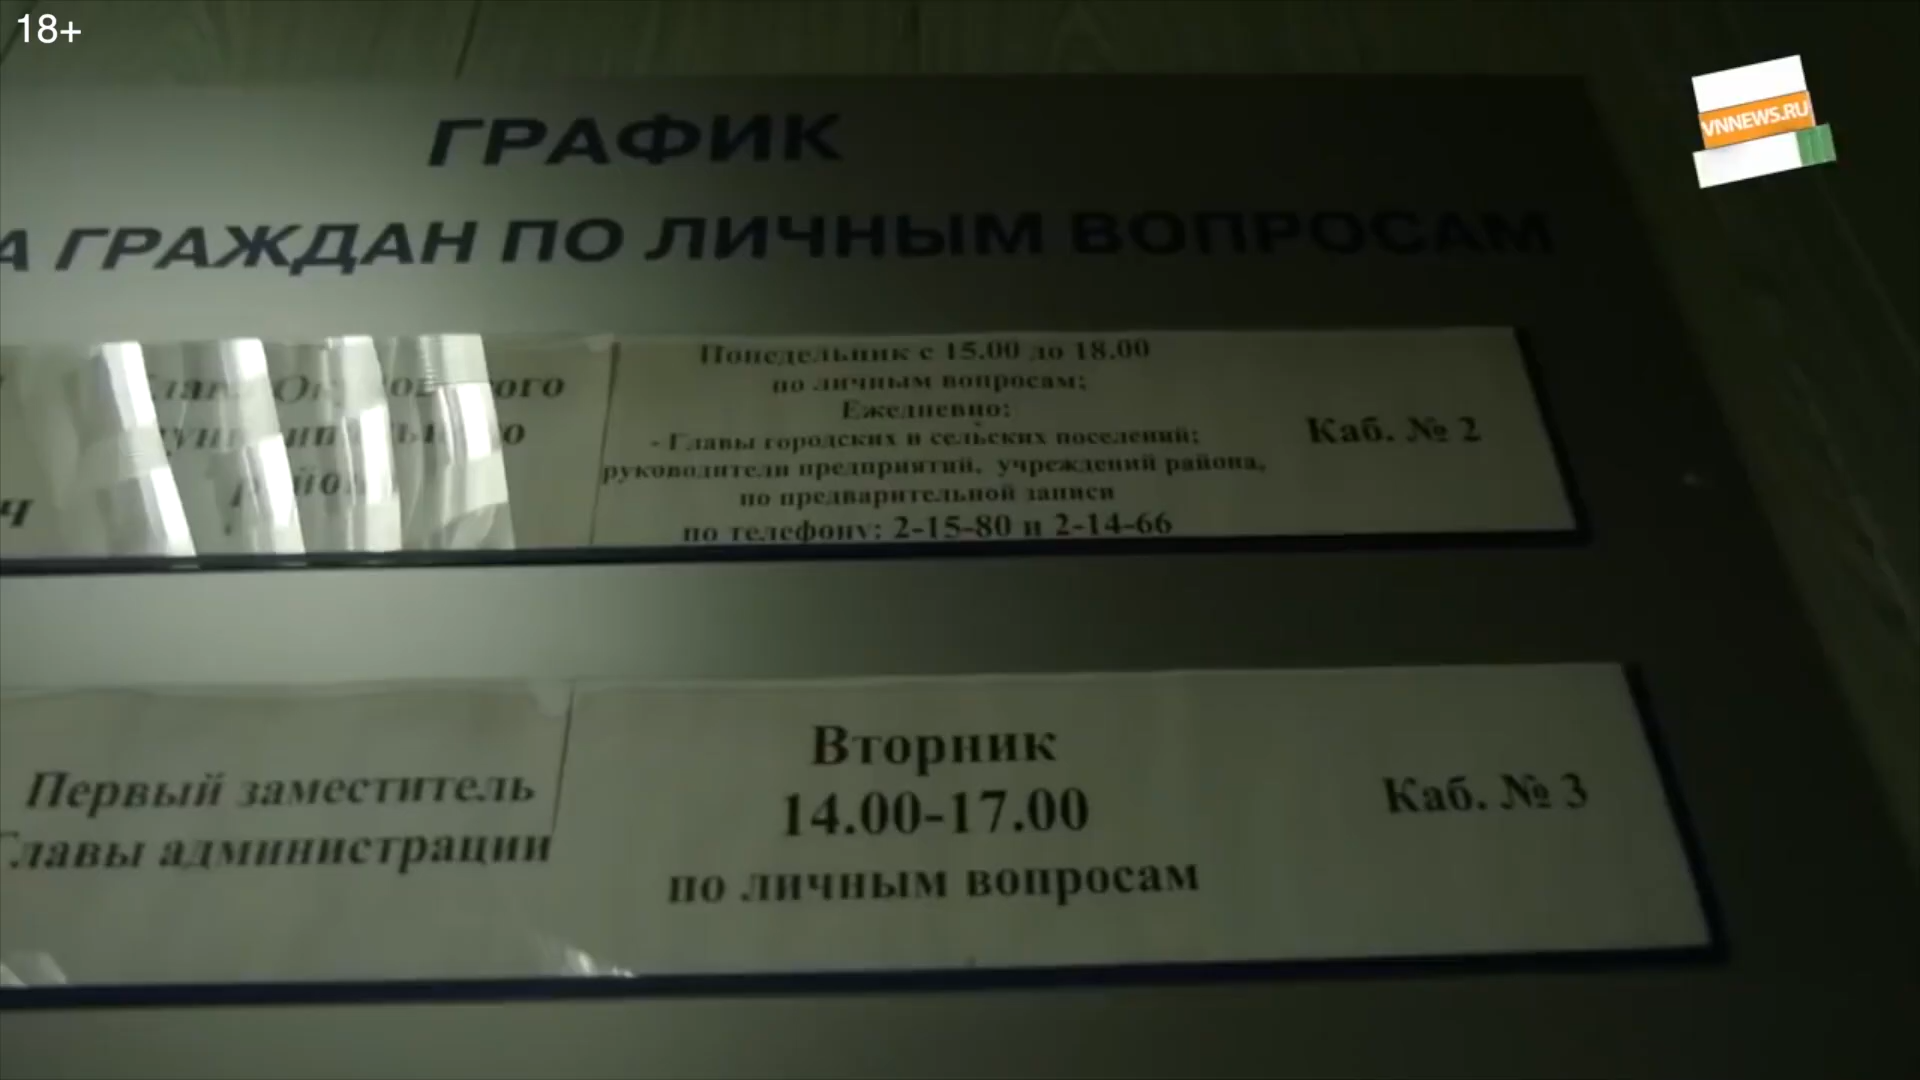 18+
VNNEWS.RU
ГРАФИК
А ГРАЖДАН ПО ЛИЧНЫМ ВОПРОСАМ
ого
Понедельник с 15.00 до 18.00
по личным вопросам;
Ежедневно:
- Главы городских и сельских поселений;
руководители предприятий, учреждений района,
по предварительной записи
по телефону: 2-15-80 и 2-14-66
Каб. № 2
ч
Первый заместитель
Главы администрации
Вторник
14.00-17.00
по личным вопросам
Каб. № 3